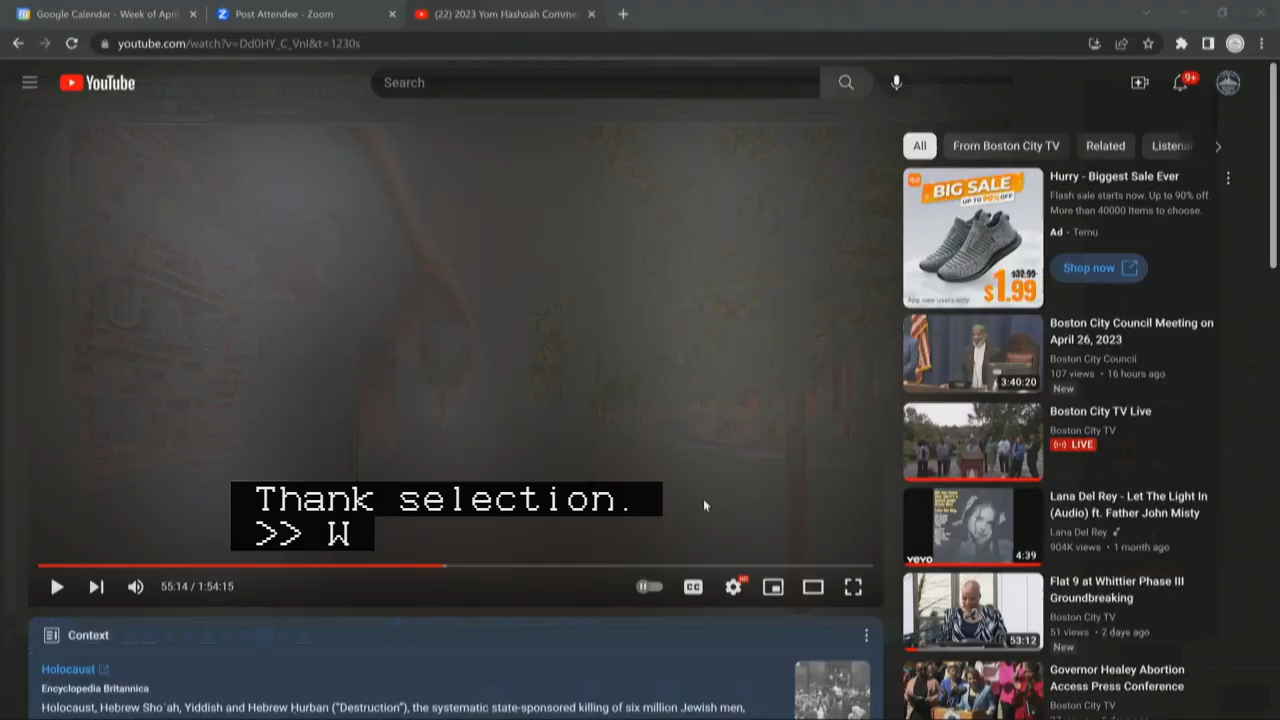 Google Calendar - Week of April
Post Attendee - Zoom
(22) 2023 Yom Hashoah Comme
youtube.com/watch?v=Dd0HY_C_VnI&t=1230s
YouTube
Search
9+
All
From Boston City TV
Related
Listena
BIG SALE
UP TO 90% OFF
$32.99
$1.99
App new users only
Hurry - Biggest Sale Ever
Flash sale starts now. Up to 90% off.
More than 40000 Items to choose.
Ad · Temu
Shop now
3:40:20
Boston City Council Meeting on
April 26, 2023
Boston City Council
107 views · 16 hours ago
New
Boston City TV Live
Boston City TV
LIVE
vevo
4:39
Lana Del Rey - Let The Light In
(Audio) ft. Father John Misty
Lana Del Rey
904K views · 1 month ago
53:12
Flat 9 at Whittier Phase III
Groundbreaking
Boston City TV
51 views · 2 days ago
New
Governor Healey Abortion
Access Press Conference
Boston City TV
Thank selection.
>> W
55:14 / 1:54:15
CC
HD
Context
Holocaust
Encyclopedia Britannica
Holocaust, Hebrew Shoʾah, Yiddish and Hebrew Ḥurban ("Destruction"), the systematic state-sponsored killing of six million Jewish men,